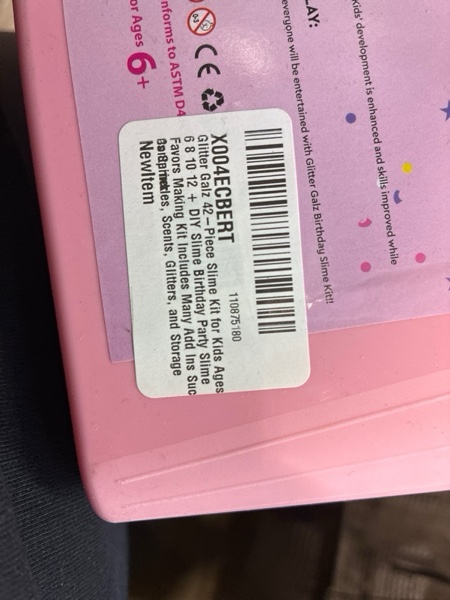 Kids' development is enhanced and skills improved while
AY:
everyone will be entertained with Glitter Galz Birthday Slime Kit!!
CE
or Ages 6+
nforms to ASTM D4
110875180
X004ECBERT
Glitter Galz 42-Piece Slime Kit for Kids Ages
6 8 10 12 + DIY Slime Birthday Party Slime
Favors Making Kit Includes Many Add Ins Suc
Scents, Glitters, and Storage
NewItem